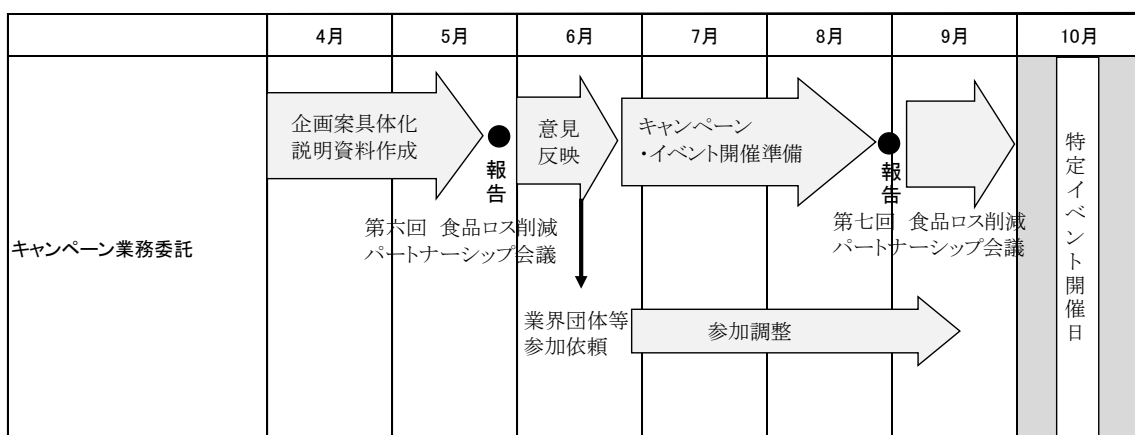 4月
5月
6月
7月
8月
9月
10月
キャンペーン業務委託
企画案具体化
説明資料作成
報告
第六回 食品ロス削減
パートナーシップ会議
意見
反映
キャンペーン
・イベント開催準備
報告
第七回 食品ロス削減
パートナーシップ会議
業界団体等
参加依頼
参加調整
特定イベント開催日